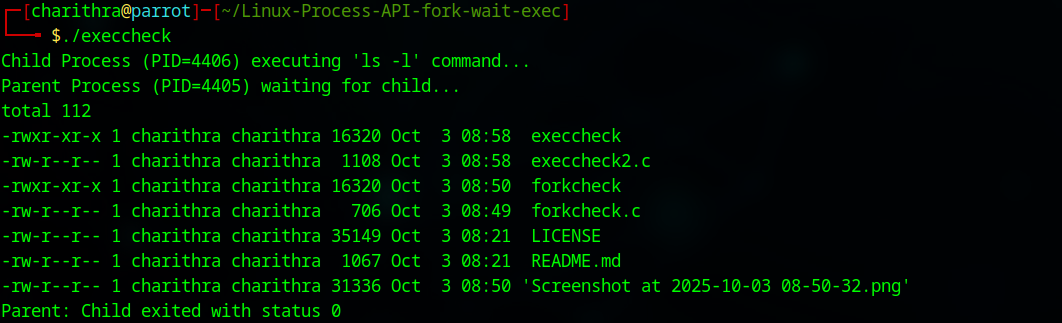 ┌─[charithra@parrot]─[~/Linux-Process-API-fork-wait-exec]
└──╼ $./execcheck
Child Process (PID=4406) executing 'ls -l' command...
Parent Process (PID=4405) waiting for child...
total 112
-rwxr-xr-x 1 charithra charithra 16320 Oct  3 08:58  execcheck
-rw-r--r-- 1 charithra charithra  1108 Oct  3 08:58  execcheck2.c
-rwxr-xr-x 1 charithra charithra 16320 Oct  3 08:50  forkcheck
-rw-r--r-- 1 charithra charithra   706 Oct  3 08:49  forkcheck.c
-rw-r--r-- 1 charithra charithra 35149 Oct  3 08:21  LICENSE
-rw-r--r-- 1 charithra charithra  1067 Oct  3 08:21  README.md
-rw-r--r-- 1 charithra charithra 31336 Oct  3 08:50 'Screenshot at 2025-10-03 08-50-32.png'
Parent: Child exited with status 0